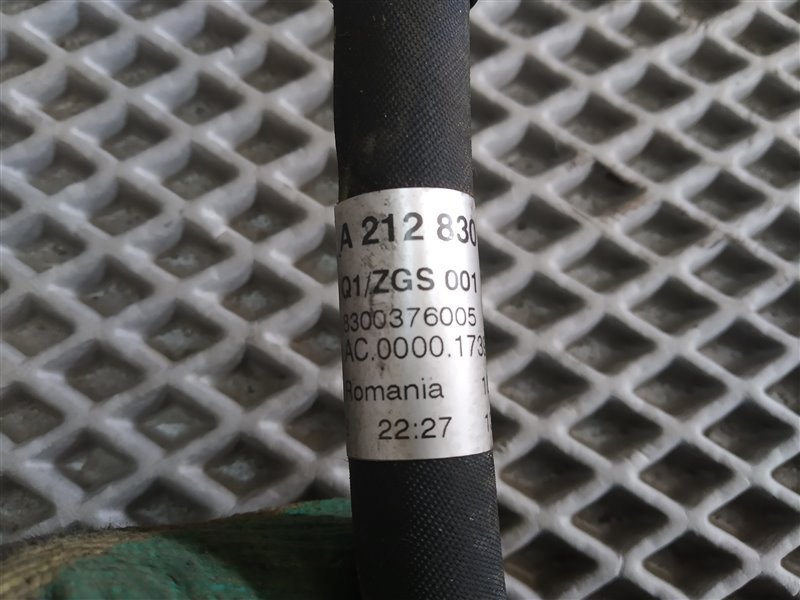 A 212 830
Q1/ZGS 001
8300376005
AC.0000.173
Romania
22:27